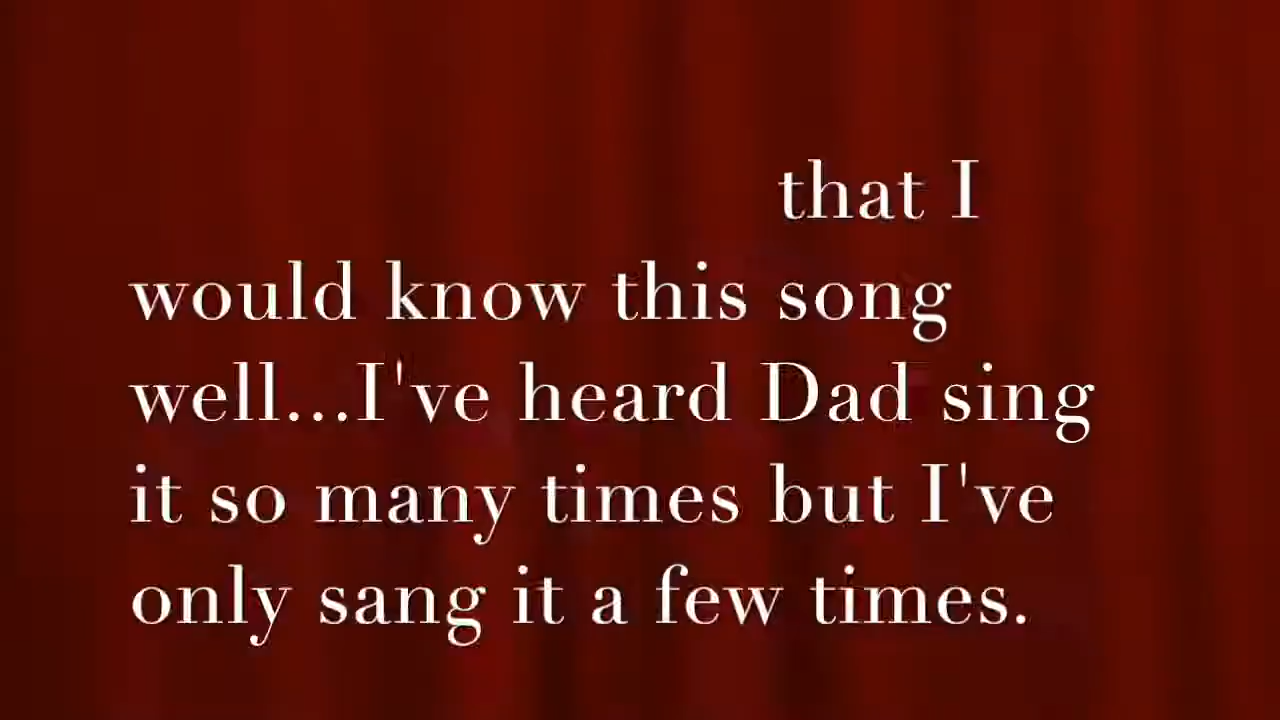 that I
would know this song
well...I've heard Dad sing
it so many times but I've
only sang it a few times.